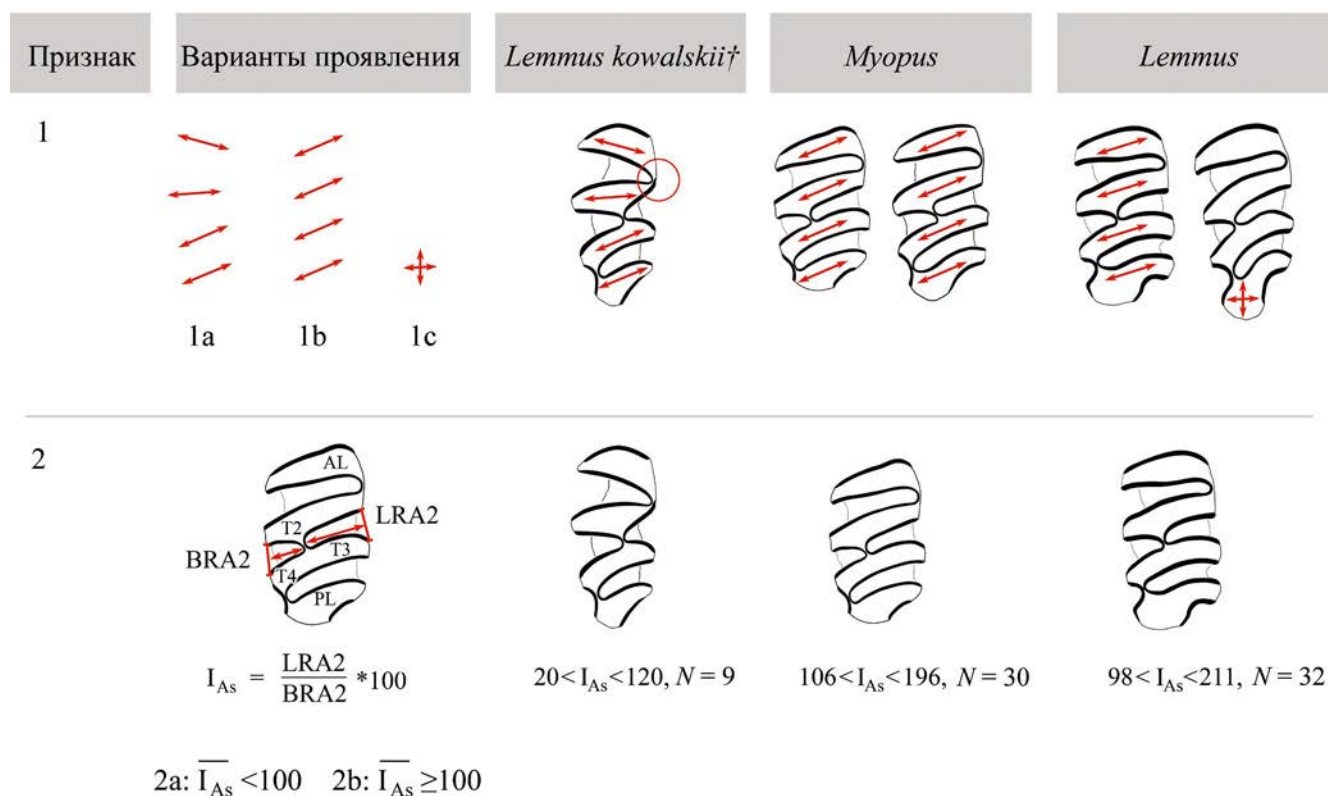 Признак Варианты проявления Lemmus kowalskii† Myopus Lemmus
1
1a 1b 1c
2
AL
LRA2
T2
T3
BRA2
T4
PL
I_As = LRA2 / BRA2 *100
20< I_As <120, N = 9
106< I_As <196, N = 30
98< I_As <211, N = 32
2a: I̅_As <100 2b: I̅_As ≥100